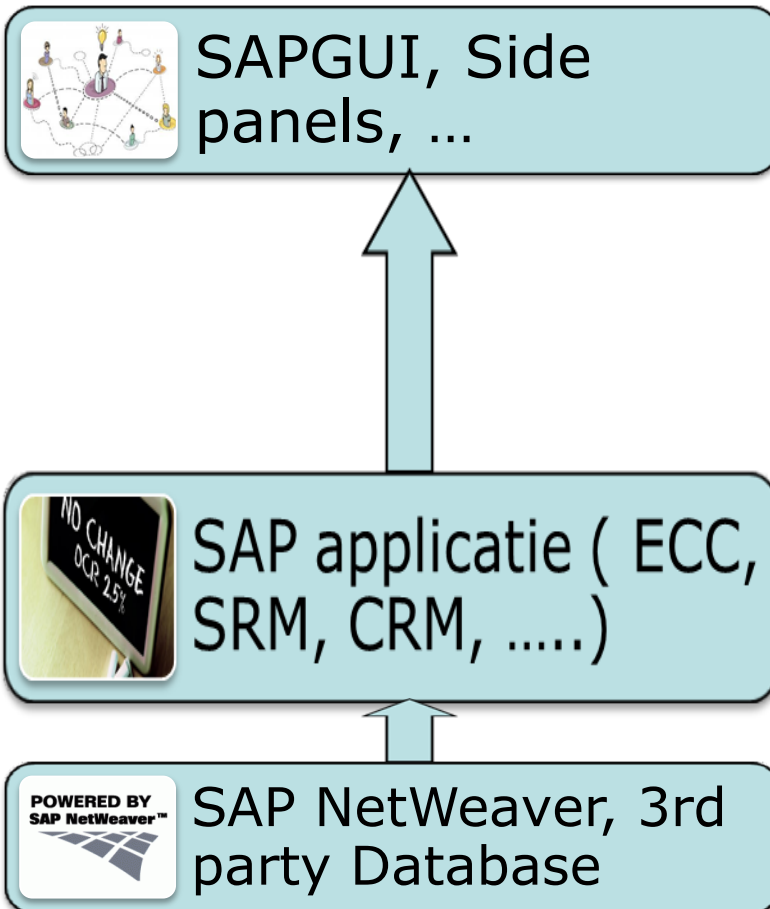 SAPGUI, Side
panels, ...
NO CHANGE
OCR 2.5%
SAP applicatie ( ECC,
SRM, CRM, .....)
POWERED BY
SAP NetWeaver™
SAP NetWeaver, 3rd
party Database